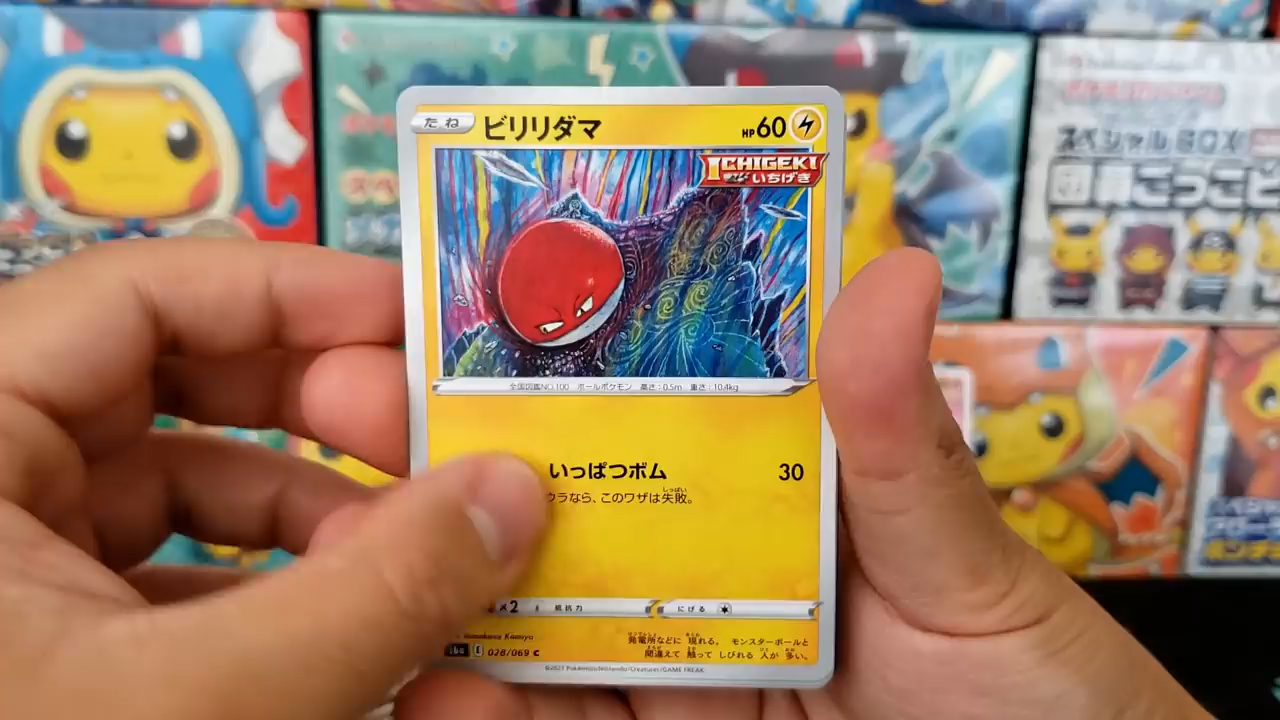 たね ビリリダマ HP60
ICHIGEKI
いちげき
全国図鑑NO.100 ボールポケモン 高さ:0.5m 重さ:10.4kg
いっぱつボム 30
ウラなら、このワザは失敗。
×2 抵抗力 にげる
発電所などに 現れる。 モンスターボールと
間違えて 触って しびれる 人が 多い。
028/069 C
©2021 Pokémon/Nintendo/Creatures/GAME FREAK
スペシャルBOX